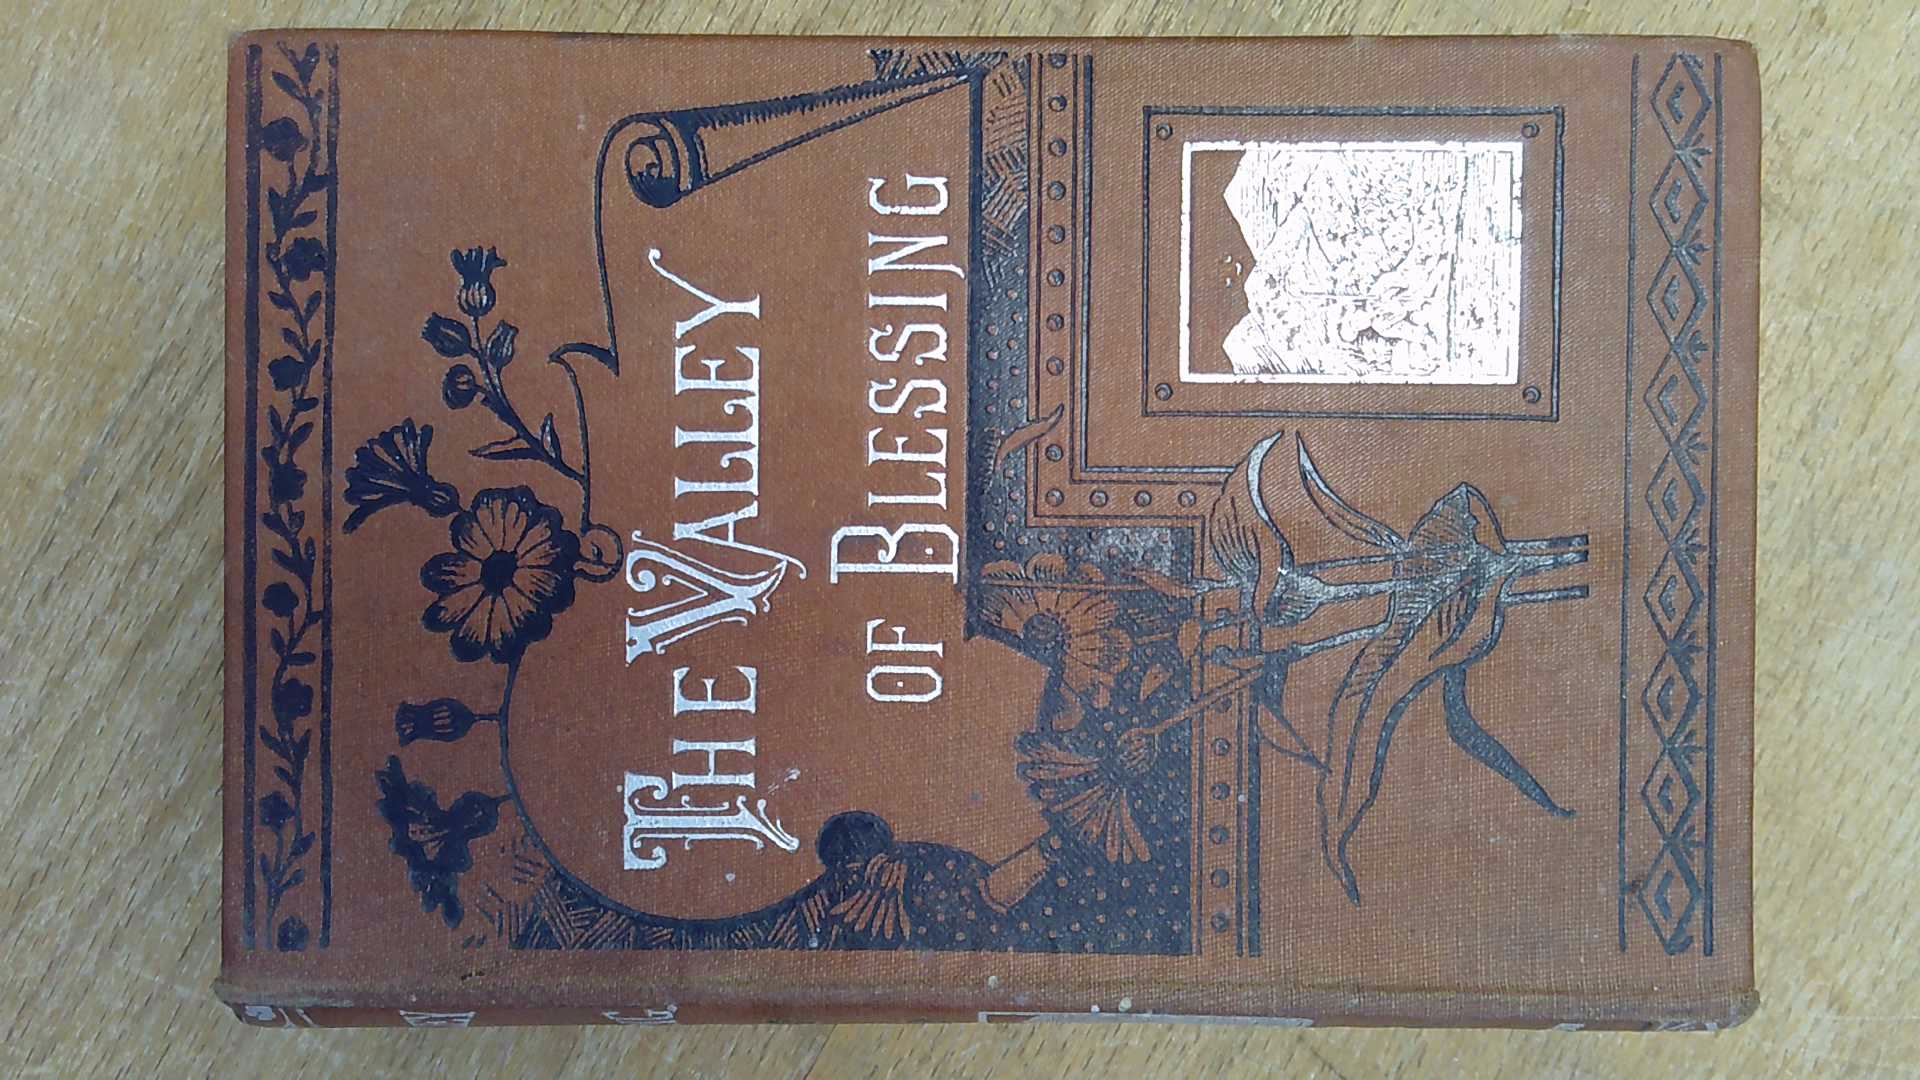 THE VALLEY
OF BLESSING